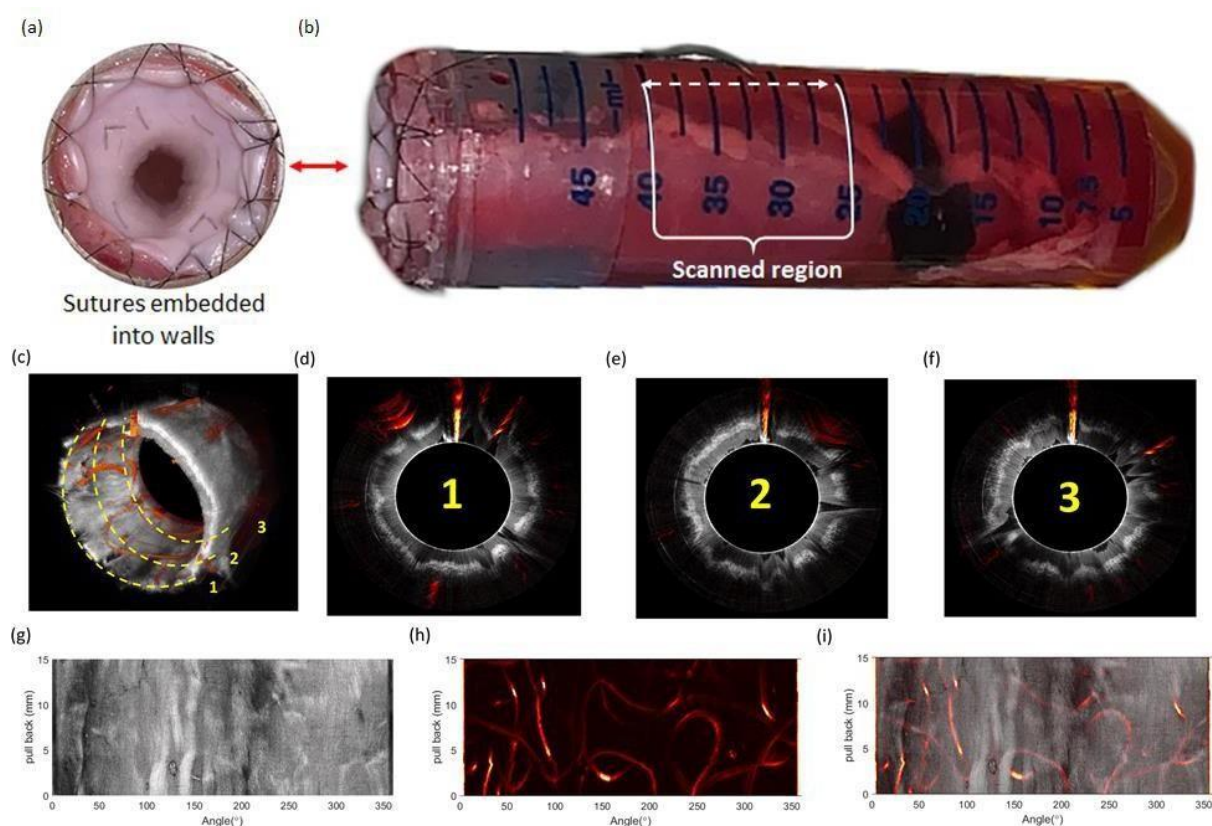 (a)
(b)
Sutures embedded
into walls
ml
45
40
35
30
25
20
15
10
7.5
5
Scanned region
(c)
3
2
1
(d)
1
(e)
2
(f)
3
(g)
pull back (mm)
15
10
5
0
0 50 100 150 200 250 300 350
Angle(°)
(h)
pull back (mm)
15
10
5
0
0 50 100 150 200 250 300 350
Angle(°)
(i)
pull back (mm)
15
10
5
0
0 50 100 150 200 250 300 350
Angle(°)